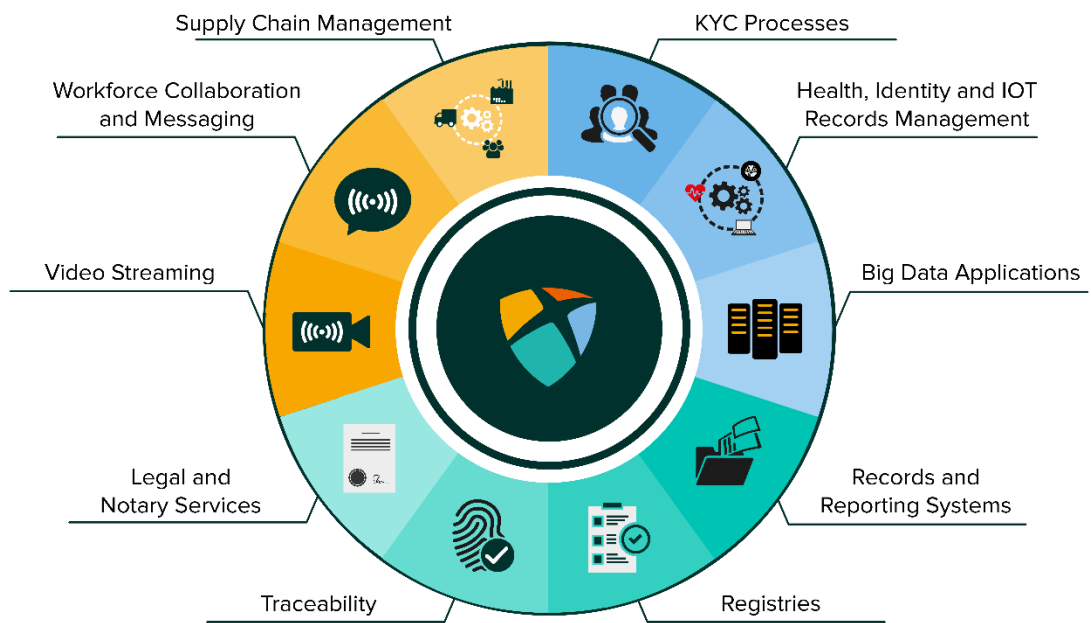 Supply Chain Management
KYC Processes
Workforce Collaboration
and Messaging
Health, Identity and IOT
Records Management
Video Streaming
Big Data Applications
Legal and
Notary Services
Records and
Reporting Systems
Traceability
Registries